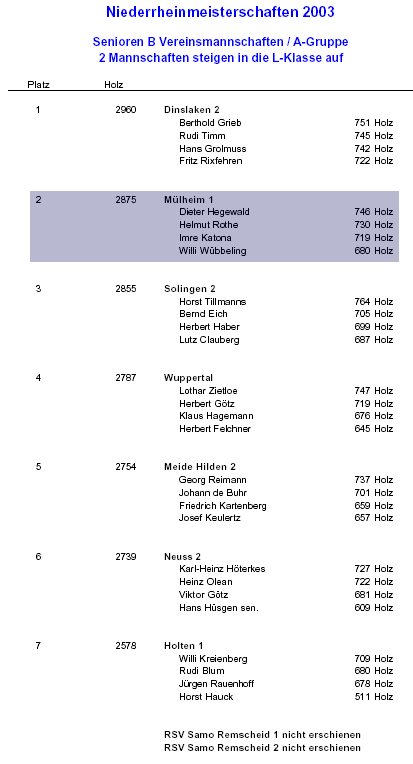 Niederrheinmeisterschaften 2003
Senioren B Vereinsmannschaften / A-Gruppe
2 Mannschaften steigen in die L-Klasse auf
Platz Holz
1 2960 Dinslaken 2
Berthold Grieb 751 Holz
Rudi Timm 745 Holz
Hans Grolmuss 742 Holz
Fritz Rixfehren 722 Holz
2 2875 Mülheim 1
Dieter Hegewald 746 Holz
Helmut Rothe 730 Holz
Imre Katona 719 Holz
Willi Wübbeling 680 Holz
3 2855 Solingen 2
Horst Tillmanns 764 Holz
Bernd Eich 705 Holz
Herbert Haber 699 Holz
Lutz Clauberg 687 Holz
4 2787 Wuppertal
Lothar Zietloe 747 Holz
Herbert Götz 719 Holz
Klaus Hagemann 676 Holz
Herbert Felchner 645 Holz
5 2754 Meide Hilden 2
Georg Reimann 737 Holz
Johann de Buhr 701 Holz
Friedrich Kartenberg 659 Holz
Josef Keulertz 657 Holz
6 2739 Neuss 2
Karl-Heinz Höterkes 727 Holz
Heinz Olean 722 Holz
Viktor Götz 681 Holz
Hans Hüsgen sen. 609 Holz
7 2578 Holten 1
Willi Kreienberg 709 Holz
Rudi Blum 680 Holz
Jürgen Rauenhoff 678 Holz
Horst Hauck 511 Holz
RSV Samo Remscheid 1 nicht erschienen
RSV Samo Remscheid 2 nicht erschienen